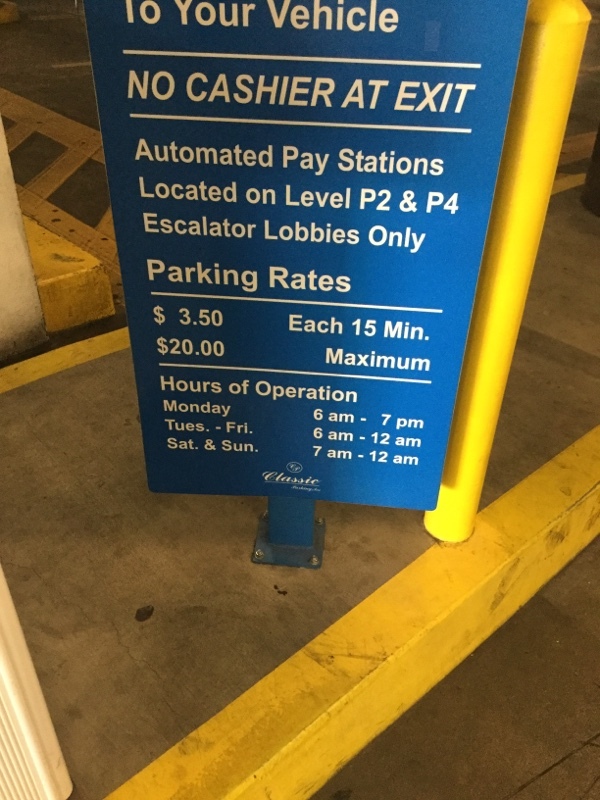 To Your Vehicle
NO CASHIER AT EXIT
Automated Pay Stations
Located on Level P2 & P4
Escalator Lobbies Only
Parking Rates
$ 3.50 Each 15 Min.
$20.00 Maximum
Hours of Operation
Monday 6 am - 7 pm
Tues. - Fri. 6 am - 12 am
Sat. & Sun. 7 am - 12 am
Classic